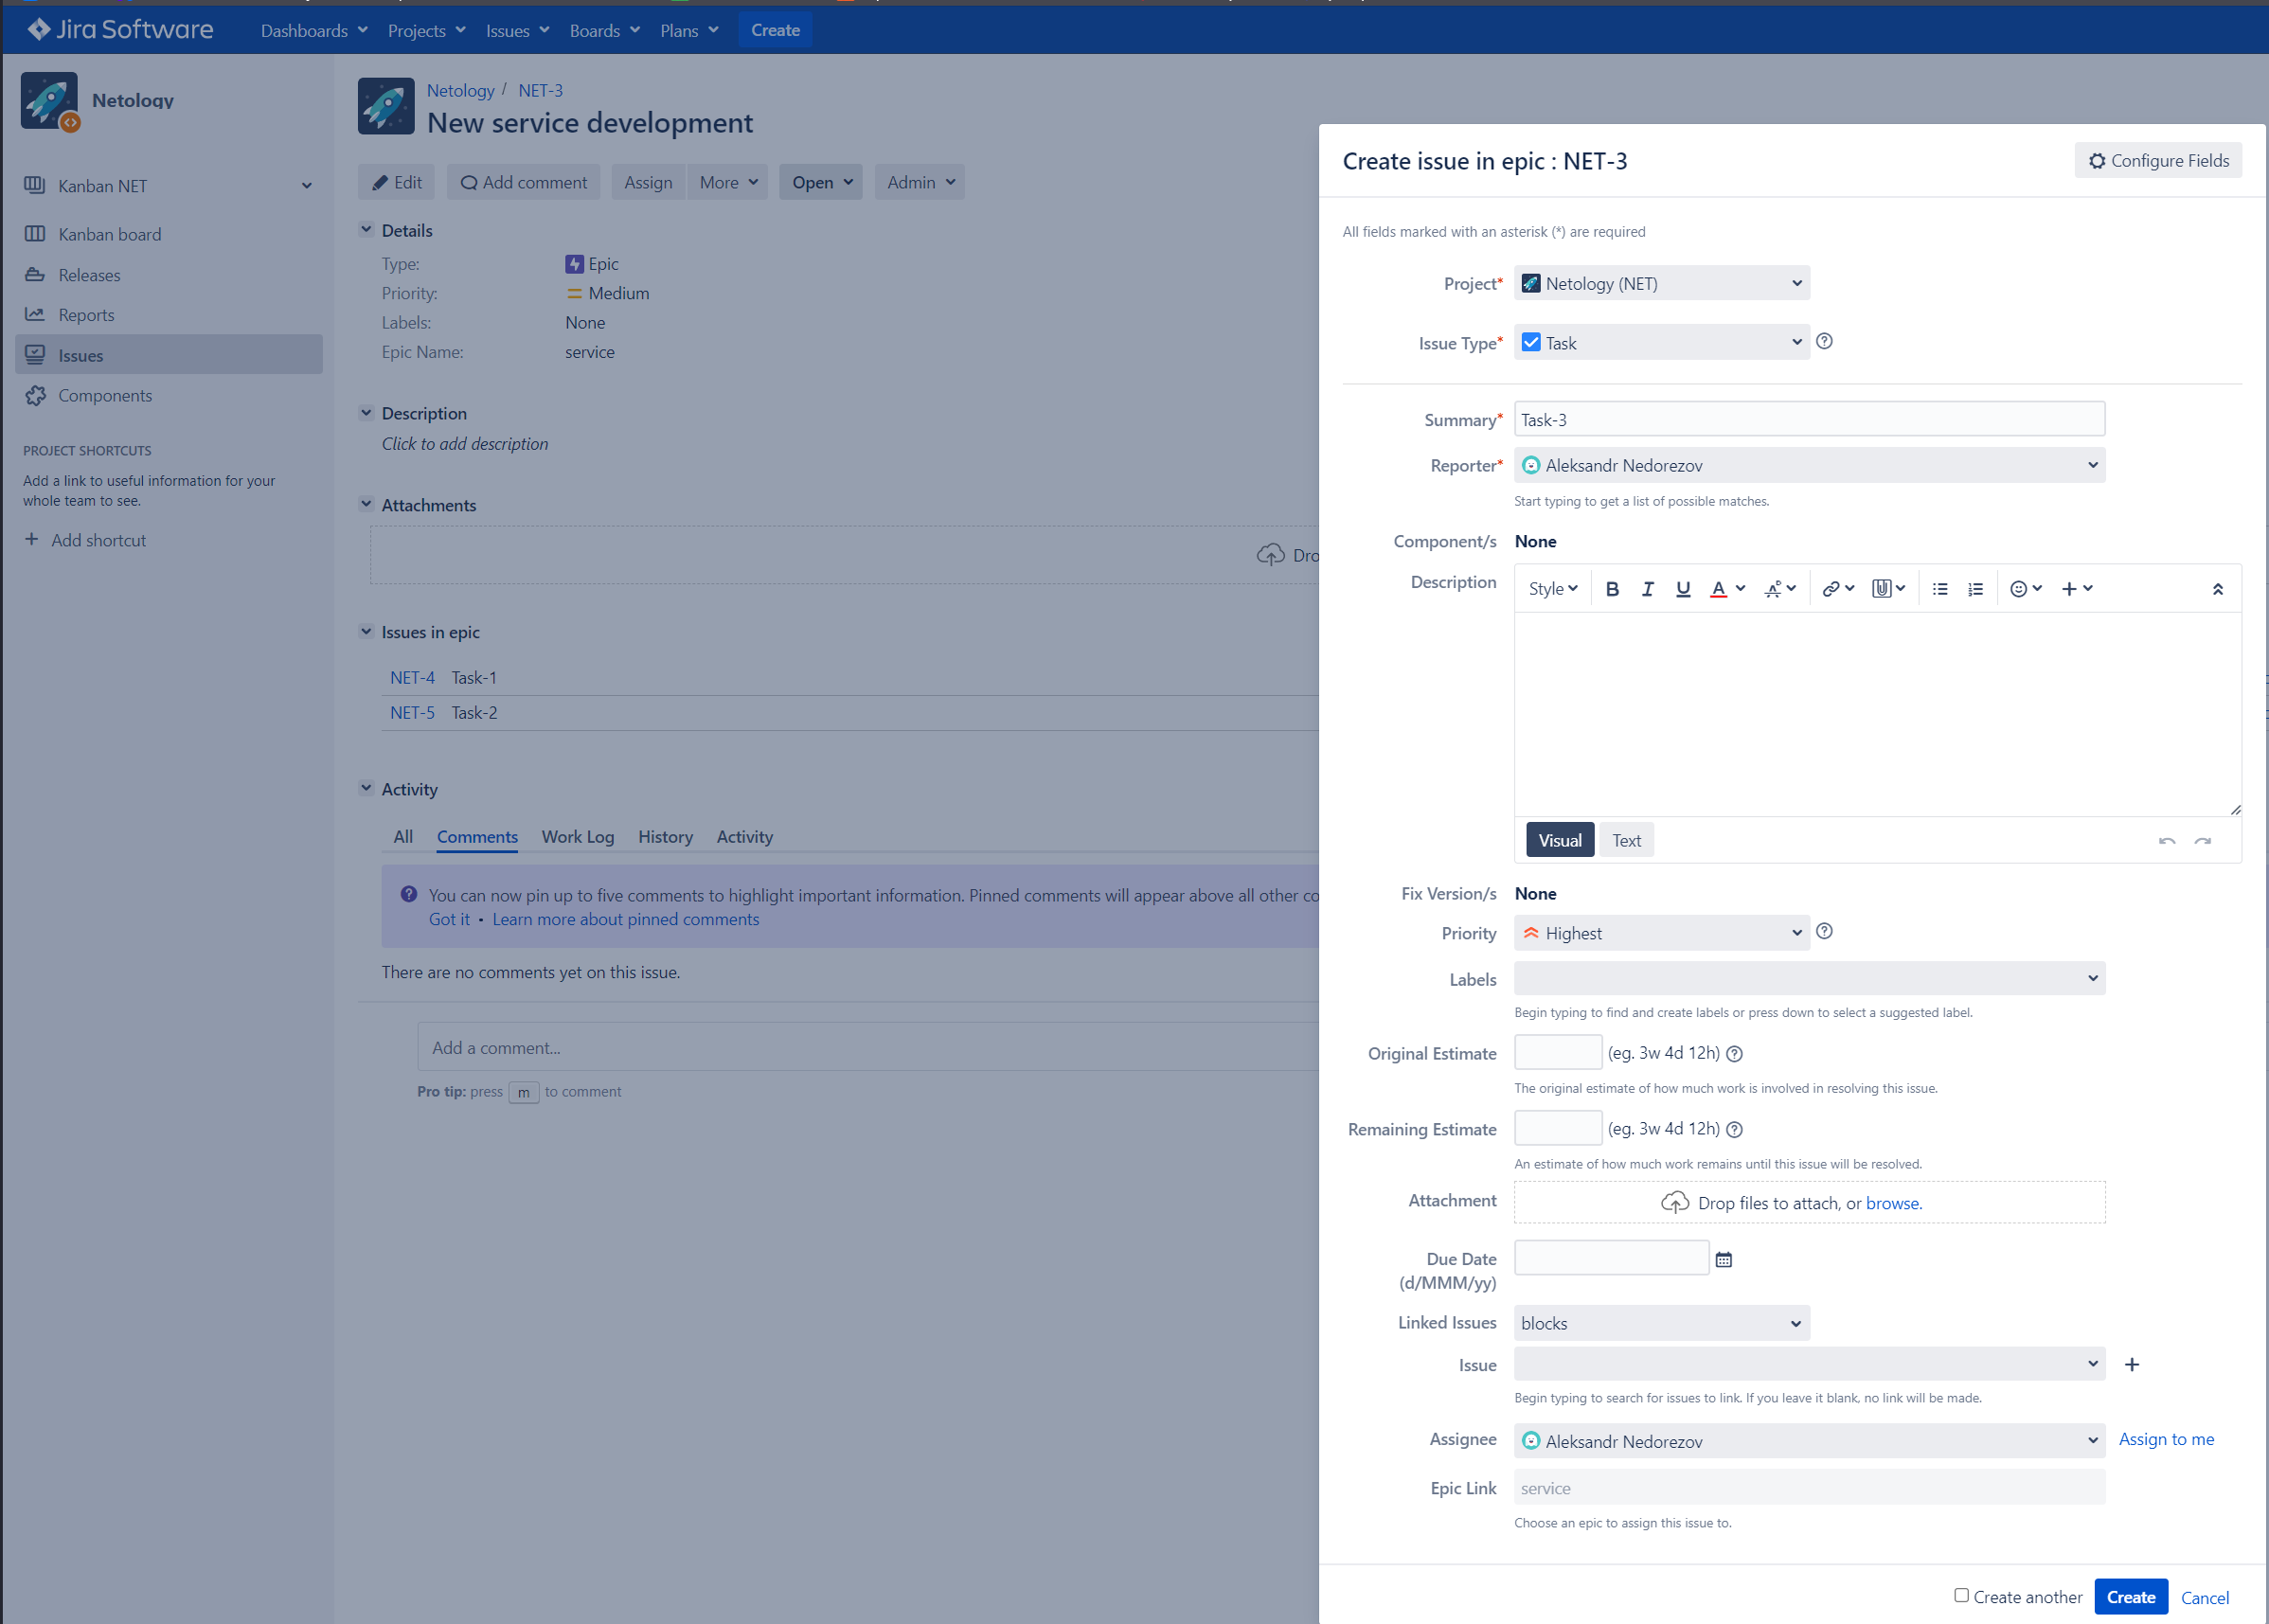 Jira Software
Dashboards Projects Issues Boards Plans Create
Netology
Kanban NET
Kanban board
Releases
Reports
Issues
Components
PROJECT SHORTCUTS
Add a link to useful information for your
whole team to see.
+ Add shortcut
Netology / NET-3
New service development
Edit Add comment Assign More Open Admin
Details
Type: Epic
Priority: Medium
Labels: None
Epic Name: service
Description
Click to add description
Attachments
Dro
Issues in epic
NET-4 Task-1
NET-5 Task-2
Activity
All Comments Work Log History Activity
You can now pin up to five comments to highlight important information. Pinned comments will appear above all other co
Got it • Learn more about pinned comments
There are no comments yet on this issue.
Add a comment...
Pro tip: press m to comment
Create issue in epic : NET-3
Configure Fields
All fields marked with an asterisk (*) are required
Project* Netology (NET)
Issue Type* Task
Summary* Task-3
Reporter* Aleksandr Nedorezov
Start typing to get a list of possible matches.
Component/s None
Description
Style B I U A
Visual Text
Fix Version/s None
Priority Highest
Labels
Begin typing to find and create labels or press down to select a suggested label.
Original Estimate (eg. 3w 4d 12h)
The original estimate of how much work is involved in resolving this issue.
Remaining Estimate (eg. 3w 4d 12h)
An estimate of how much work remains until this issue will be resolved.
Attachment Drop files to attach, or browse.
Due Date
(d/MMM/yy)
Linked Issues blocks
Issue
Begin typing to search for issues to link. If you leave it blank, no link will be made.
Assignee Aleksandr Nedorezov Assign to me
Epic Link service
Choose an epic to assign this issue to.
Create another Create Cancel